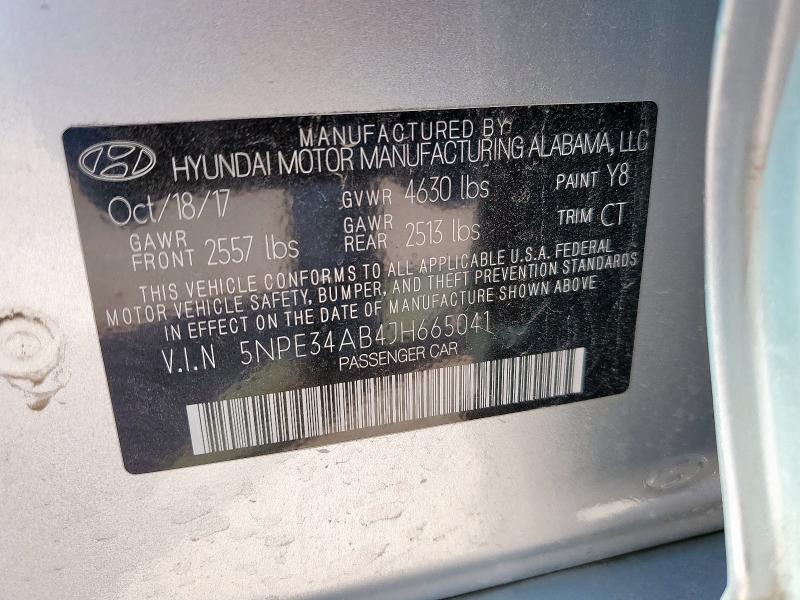 MANUFACTURED BY
HYUNDAI MOTOR MANUFACTURING ALABAMA, LLC
Oct/18/17 GVWR 4630 lbs PAINT Y8
GAWR FRONT 2557 lbs GAWR REAR 2513 lbs TRIM CT
THIS VEHICLE CONFORMS TO ALL APPLICABLE U.S.A. FEDERAL
MOTOR VEHICLE SAFETY, BUMPER, AND THEFT PREVENTION STANDARDS
IN EFFECT ON THE DATE OF MANUFACTURE SHOWN ABOVE
V.I.N 5NPE34AB4JH665041
PASSENGER CAR